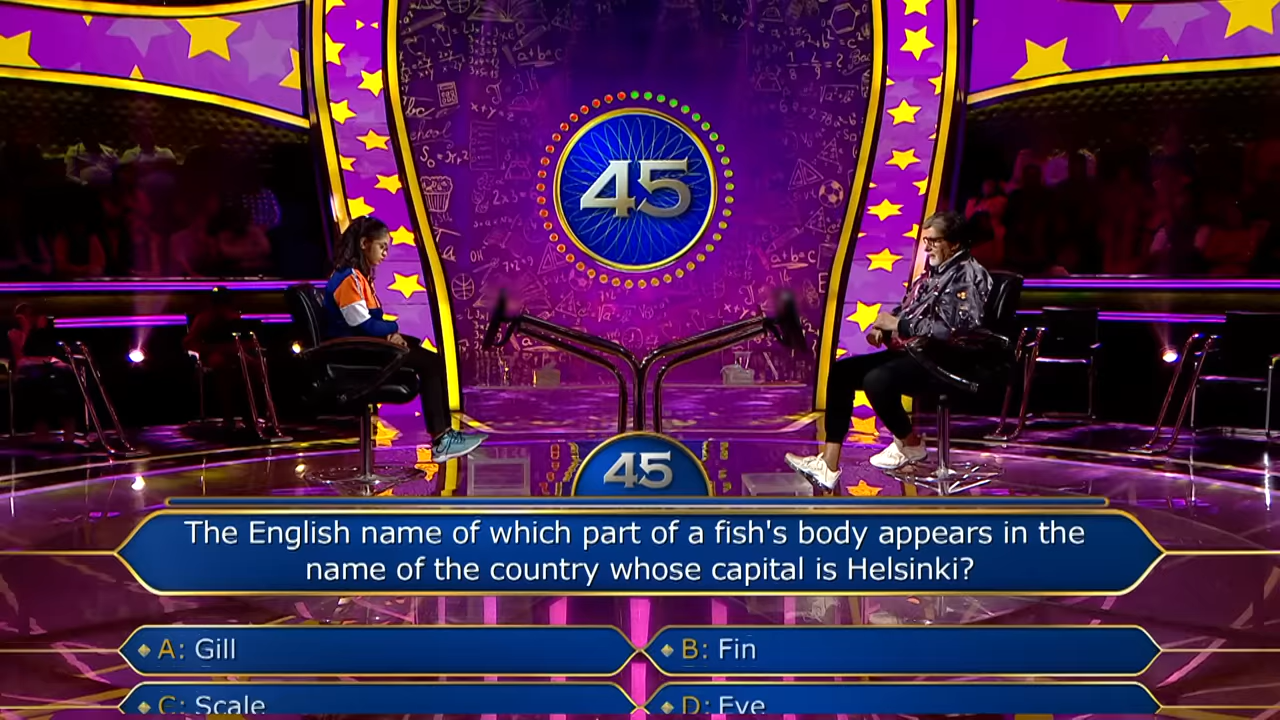 45
45
The English name of which part of a fish's body appears in the
name of the country whose capital is Helsinki?
A: Gill
B: Fin
C: Scale
D: Eye